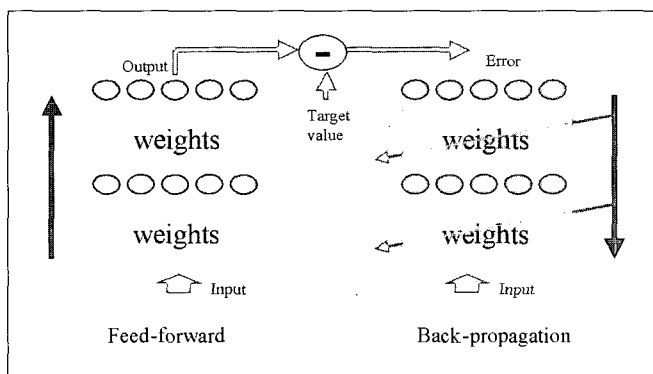 Output
-
Error
Target
value
weights
weights
weights
weights
Input
Input
Feed-forward
Back-propagation